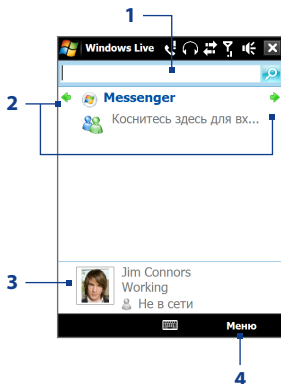 1
Windows Live
2
Messenger
Коснитесь здесь для вх...
3
Jim Connors
Working
Не в сети
Меню
4